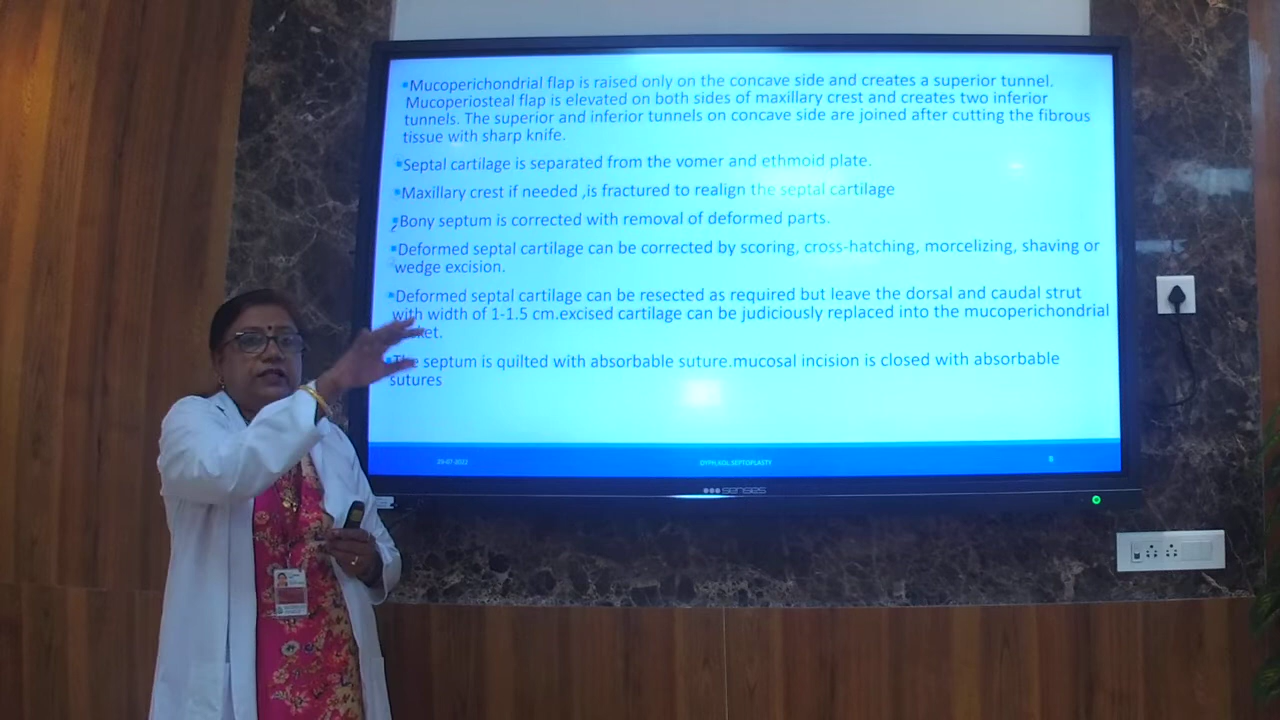 ▪Mucoperichondrial flap is raised only on the concave side and creates a superior tunnel.
Mucoperiosteal flap is elevated on both sides of maxillary crest and creates two inferior
tunnels. The superior and inferior tunnels on concave side are joined after cutting the fibrous
tissue with sharp knife.
▪Septal cartilage is separated from the vomer and ethmoid plate.
▪Maxillary crest if needed ,is fractured to realign the septal cartilage
▪Bony septum is corrected with removal of deformed parts.
▪Deformed septal cartilage can be corrected by scoring, cross-hatching, morcelizing, shaving or
wedge excision.
▪Deformed septal cartilage can be resected as required but leave the dorsal and caudal strut
with width of 1-1.5 cm.excised cartilage can be judiciously replaced into the mucoperichondrial
▪The septum is quilted with absorbable suture.mucosal incision is closed with absorbable
sutures
DYPH,KOL SEPTOPLASTY
senses